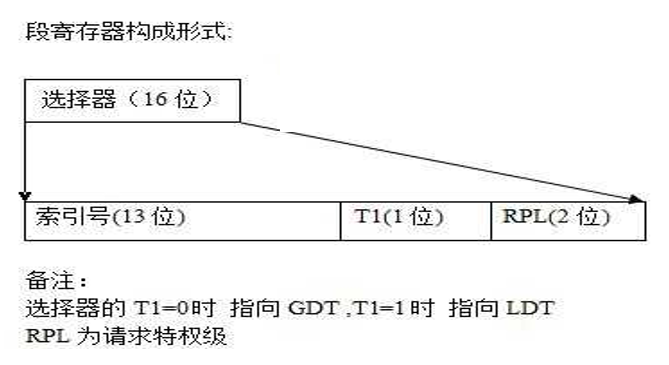 段寄存器构成形式:
选择器（16 位）
索引号(13 位)
T1(1 位)
RPL(2 位)
备注：
选择器的 T1=0时 指向 GDT ,T1=1 时 指向 LDT
RPL 为请求特权级